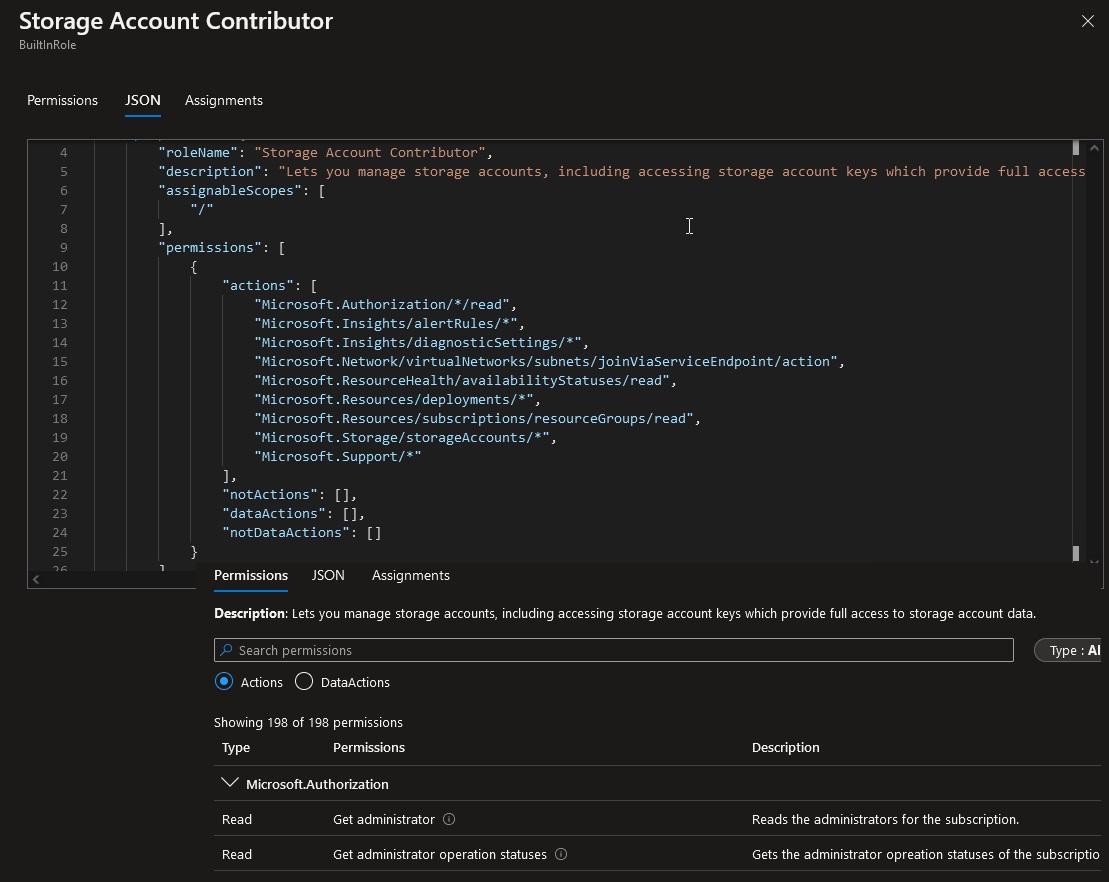 Storage Account Contributor
BuiltInRole
Permissions JSON Assignments
4 "roleName": "Storage Account Contributor",
5 "description": "Lets you manage storage accounts, including accessing storage account keys which provide full access
6 "assignableScopes": [
7 "/"
8 ],
9 "permissions": [
10 {
11 "actions": [
12 "Microsoft.Authorization/*/read",
13 "Microsoft.Insights/alertRules/*",
14 "Microsoft.Insights/diagnosticSettings/*",
15 "Microsoft.Network/virtualNetworks/subnets/joinViaServiceEndpoint/action",
16 "Microsoft.ResourceHealth/availabilityStatuses/read",
17 "Microsoft.Resources/deployments/*",
18 "Microsoft.Resources/subscriptions/resourceGroups/read",
19 "Microsoft.Storage/storageAccounts/*",
20 "Microsoft.Support/*"
21 ],
22 "notActions": [],
23 "dataActions": [],
24 "notDataActions": []
25 }
26 ]
Permissions JSON Assignments
Description: Lets you manage storage accounts, including accessing storage account keys which provide full access to storage account data.
Search permissions Type : Al
Actions DataActions
Showing 198 of 198 permissions
Type Permissions Description
Microsoft.Authorization
Read Get administrator Reads the administrators for the subscription.
Read Get administrator operation statuses Gets the administrator opreation statuses of the subscriptio